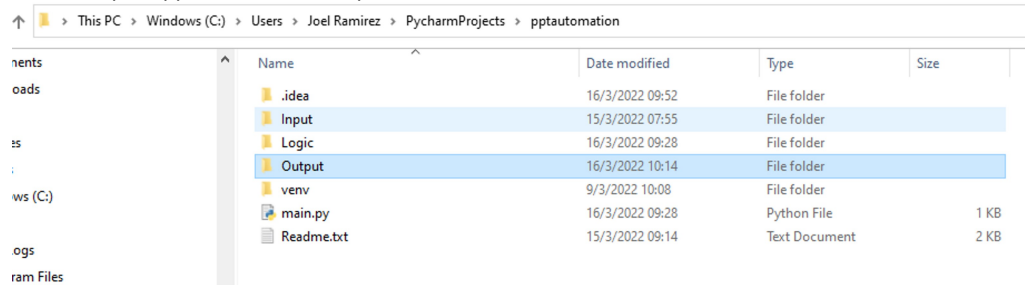 This PC > Windows (C:) > Users > Joel Ramirez > PycharmProjects > pptautomation
nents
oads
es
ws (C:)
ogs
ram Files
Name Date modified Type Size
.idea 16/3/2022 09:52 File folder
Input 15/3/2022 07:55 File folder
Logic 16/3/2022 09:28 File folder
Output 16/3/2022 10:14 File folder
venv 9/3/2022 10:08 File folder
main.py 16/3/2022 09:28 Python File 1 KB
Readme.txt 15/3/2022 09:14 Text Document 2 KB